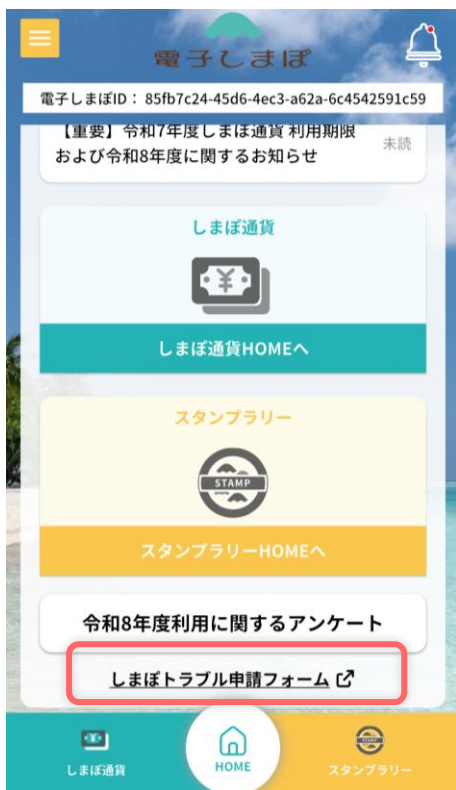 電子しまぽ
電子しまぽID： 85fb7c24-45d6-4ec3-a62a-6c4542591c59
【重要】令和7年度しまぽ通貨 利用期限
および令和8年度に関するお知らせ
未読
しまぽ通貨
しまぽ通貨HOMEへ
スタンプラリー
STAMP
スタンプラリーHOMEへ
令和8年度利用に関するアンケート
しまぽトラブル申請フォーム
しまぽ通貨
HOME
スタンプラリー